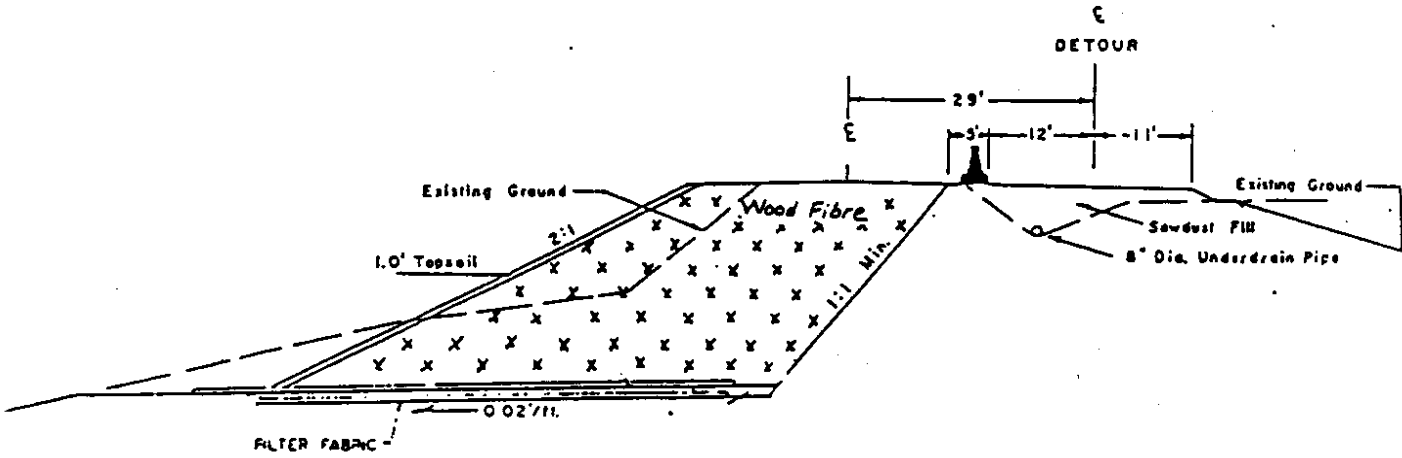 ℄
DETOUR
29'
℄
5'
12'
11'
Existing Ground
Existing Ground
Wood Fibre
2:1
Sawdust Fill
1.0' Topsoil
8" Dia. Underdrain Pipe
1:1 Min.
0.02'/ft.
FILTER FABRIC